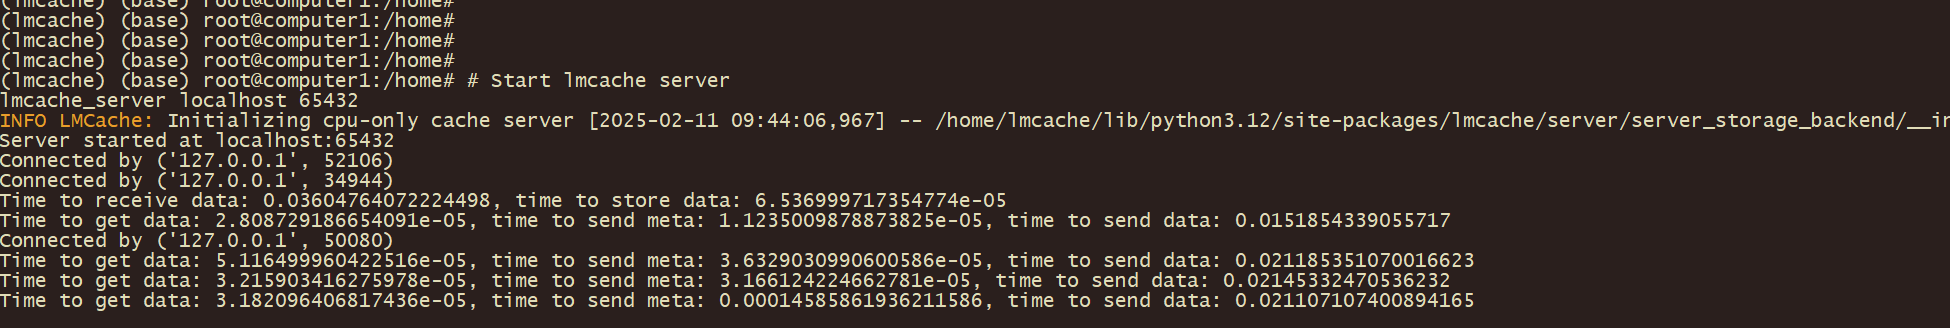 (lmcache) (base) root@computer1:/home#
(lmcache) (base) root@computer1:/home#
(lmcache) (base) root@computer1:/home#
(lmcache) (base) root@computer1:/home#
(lmcache) (base) root@computer1:/home# # Start lmcache server
lmcache_server localhost 65432
INFO LMCache: Initializing cpu-only cache server [2025-02-11 09:44:06,967] -- /home/lmcache/lib/python3.12/site-packages/lmcache/server/server_storage_backend/__in
Server started at localhost:65432
Connected by ('127.0.0.1', 52106)
Connected by ('127.0.0.1', 34944)
Time to receive data: 0.03604764072224498, time to store data: 6.536999717354774e-05
Time to get data: 2.808729186654091e-05, time to send meta: 1.1235009878873825e-05, time to send data: 0.0151854339055717
Connected by ('127.0.0.1', 50080)
Time to get data: 5.116499960422516e-05, time to send meta: 3.6329030990600586e-05, time to send data: 0.021185351070016623
Time to get data: 3.215903416275978e-05, time to send meta: 3.166124224662781e-05, time to send data: 0.02145332470536232
Time to get data: 3.182096406817436e-05, time to send meta: 0.00014585861936211586, time to send data: 0.021107107400894165